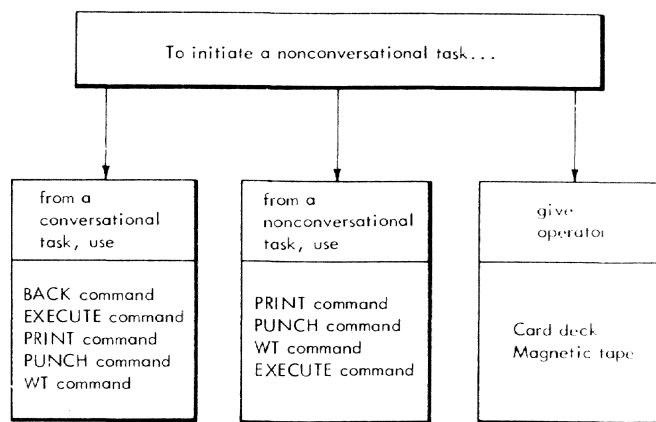 To initiate a nonconversational task...
from a
conversational
task, use
BACK command
EXECUTE command
PRINT command
PUNCH command
WT command
from a
nonconversational
task, use
PRINT command
PUNCH command
WT command
EXECUTE command
give
operator
Card deck
Magnetic tape